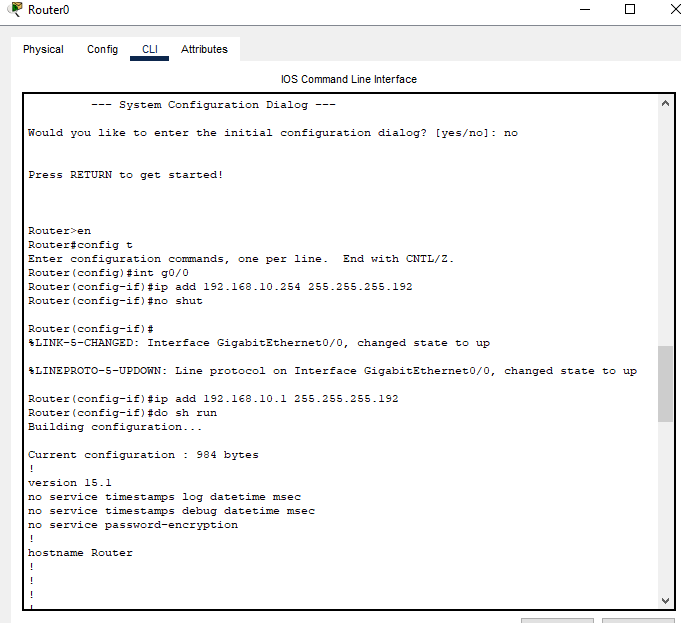 Router0
Physical Config CLI Attributes
IOS Command Line Interface
--- System Configuration Dialog ---
Would you like to enter the initial configuration dialog? [yes/no]: no
Press RETURN to get started!
Router>en
Router#config t
Enter configuration commands, one per line.  End with CNTL/Z.
Router(config)#int g0/0
Router(config-if)#ip add 192.168.10.254 255.255.255.192
Router(config-if)#no shut
Router(config-if)#
%LINK-5-CHANGED: Interface GigabitEthernet0/0, changed state to up
%LINEPROTO-5-UPDOWN: Line protocol on Interface GigabitEthernet0/0, changed state to up
Router(config-if)#ip add 192.168.10.1 255.255.255.192
Router(config-if)#do sh run
Building configuration...
Current configuration : 984 bytes
!
version 15.1
no service timestamps log datetime msec
no service timestamps debug datetime msec
no service password-encryption
!
hostname Router
!
!
!
!